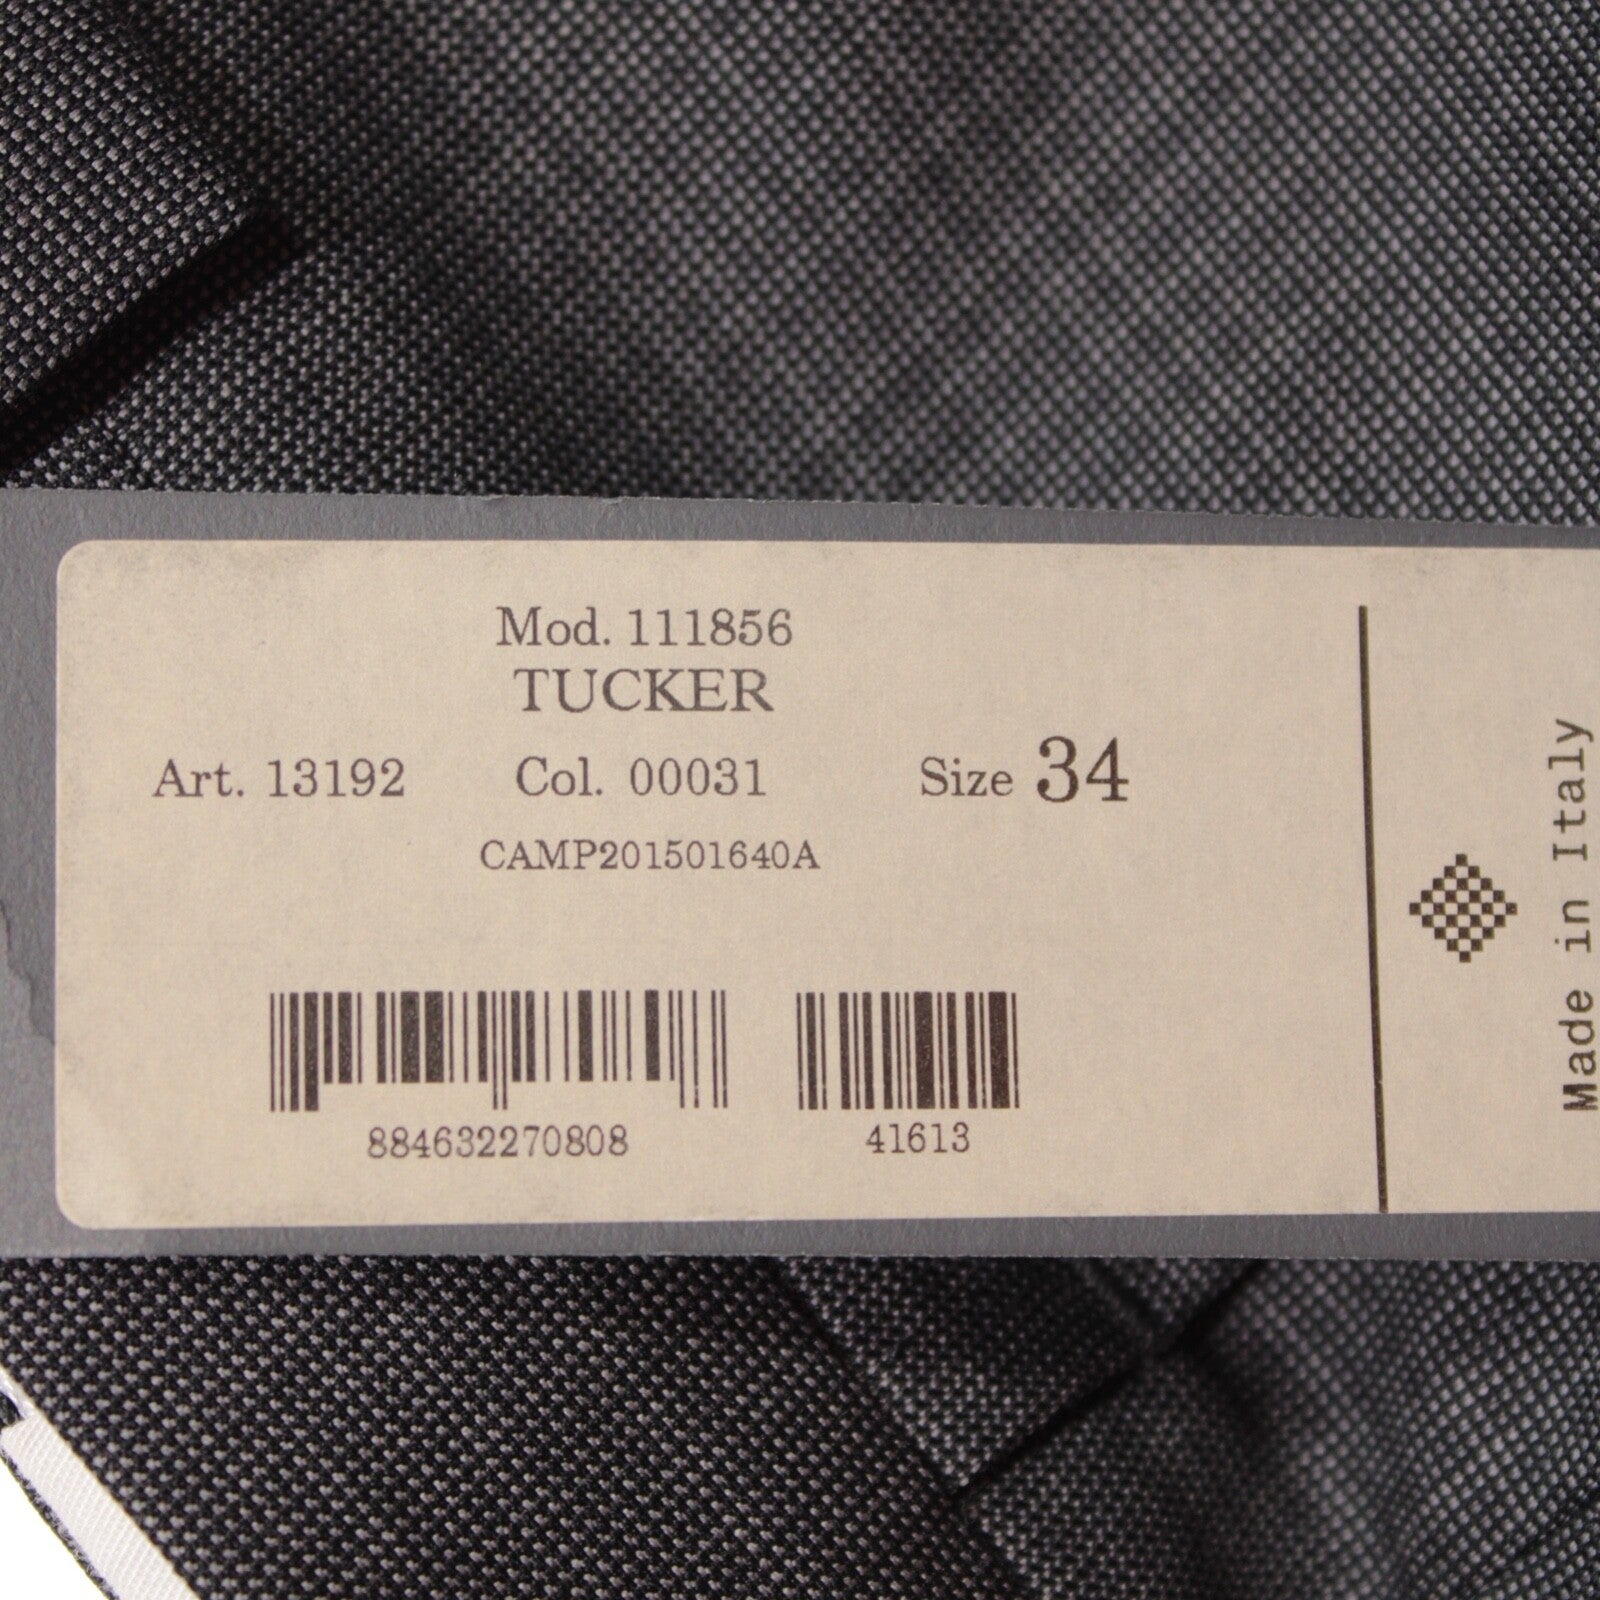 Mod. 111856
TUCKER
Art. 13192 Col. 00031 Size 34
CAMP201501640A
884632270808 41613
Made in Italy